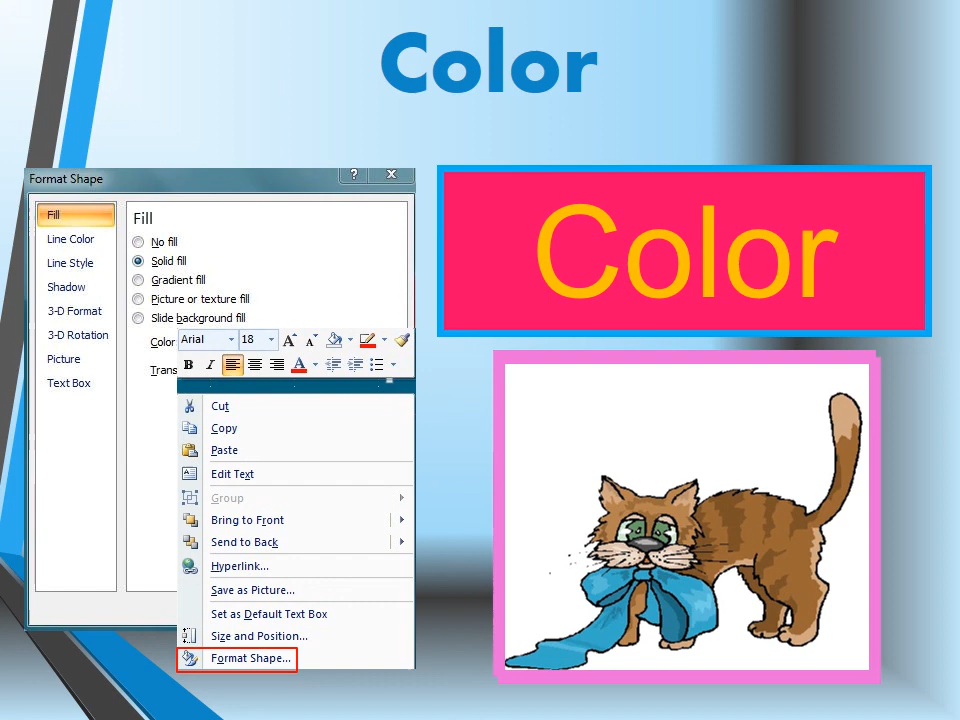 Color
Format Shape
?
X
Fill
Line Color
Line Style
Shadow
3-D Format
3-D Rotation
Picture
Text Box
Fill
No fill
Solid fill
Gradient fill
Picture or texture fill
Slide background fill
Color
Trans
Arial
18
A A
B I A
Cut
Copy
Paste
Edit Text
Group
Bring to Front
Send to Back
Hyperlink...
Save as Picture...
Set as Default Text Box
Size and Position...
Format Shape...
Color